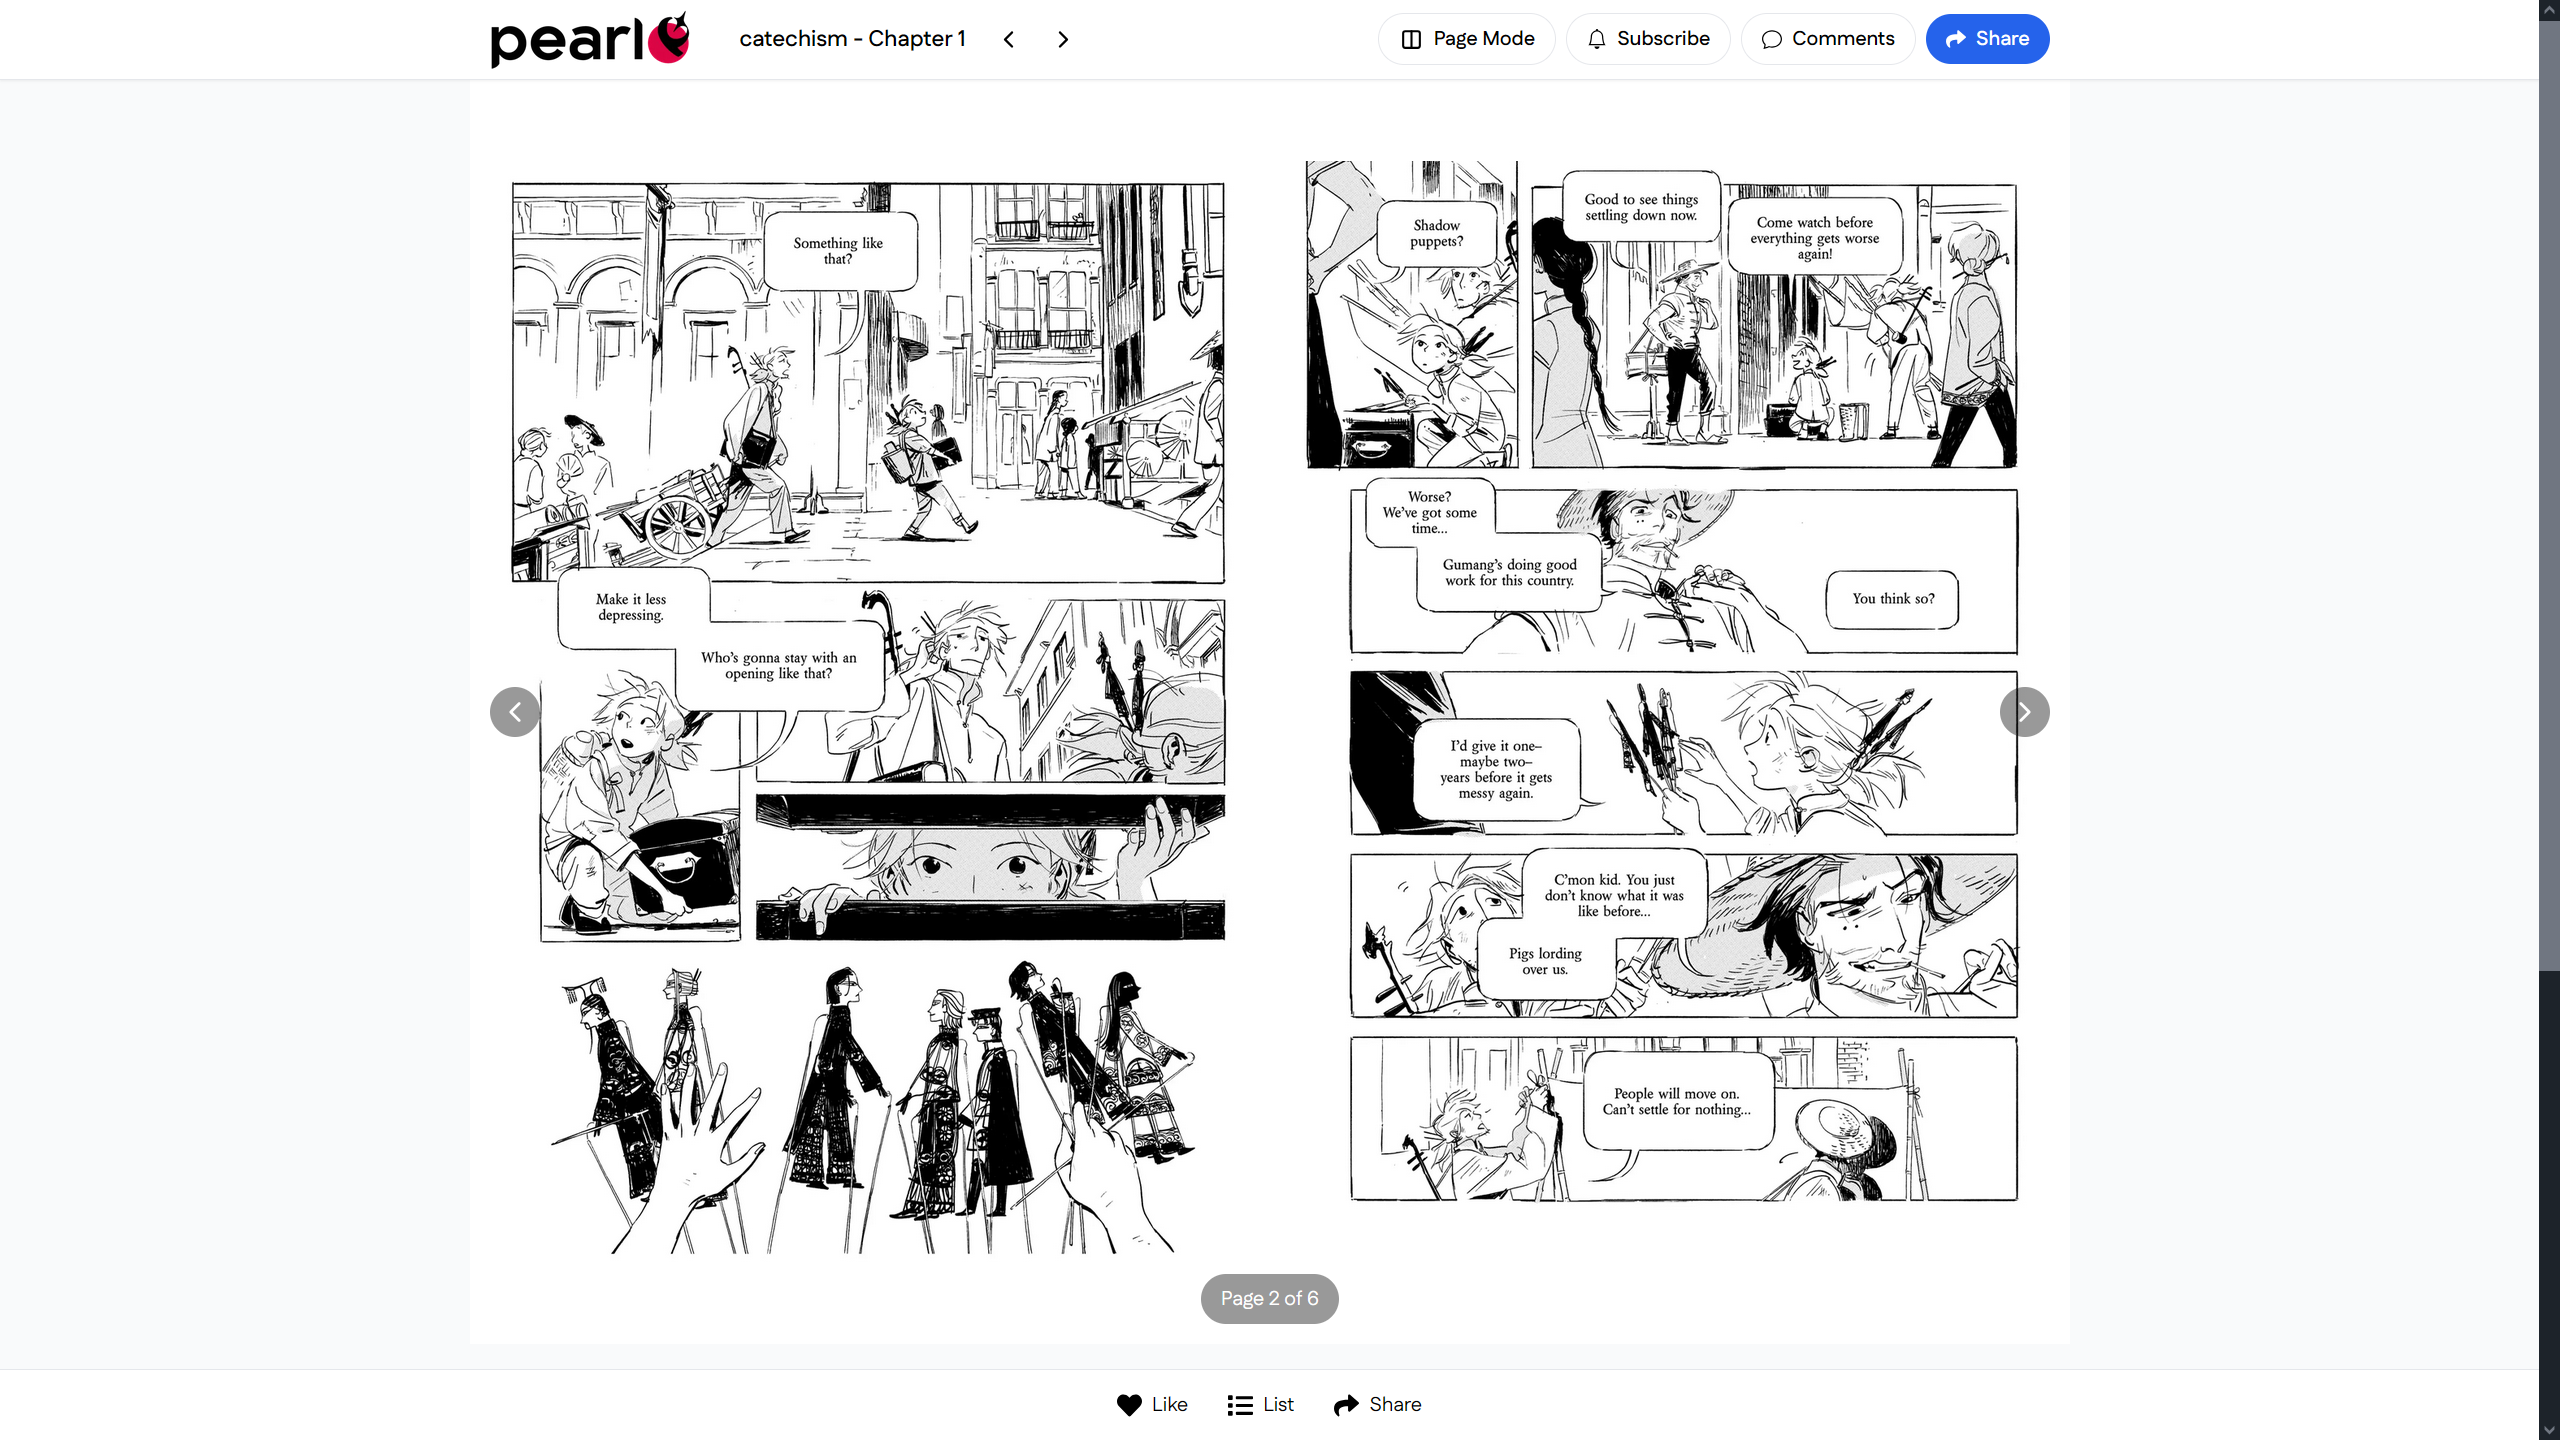 pearl
catechism - Chapter 1
Page Mode
Subscribe
Comments
Share
Something like
that?
Make it less
depressing.
Who's gonna stay with an
opening like that?
Shadow
puppets?
Good to see things
settling down now.
Come watch before
everything gets worse
again!
Worse?
We've got some
time...
Gumang's doing good
work for this country.
You think so?
I'd give it one–
maybe two–
years before it gets
messy again.
C'mon kid. You just
don't know what it was
like before...
Pigs lording
over us.
People will move on.
Can't settle for nothing...
Page 2 of 6
Like
List
Share